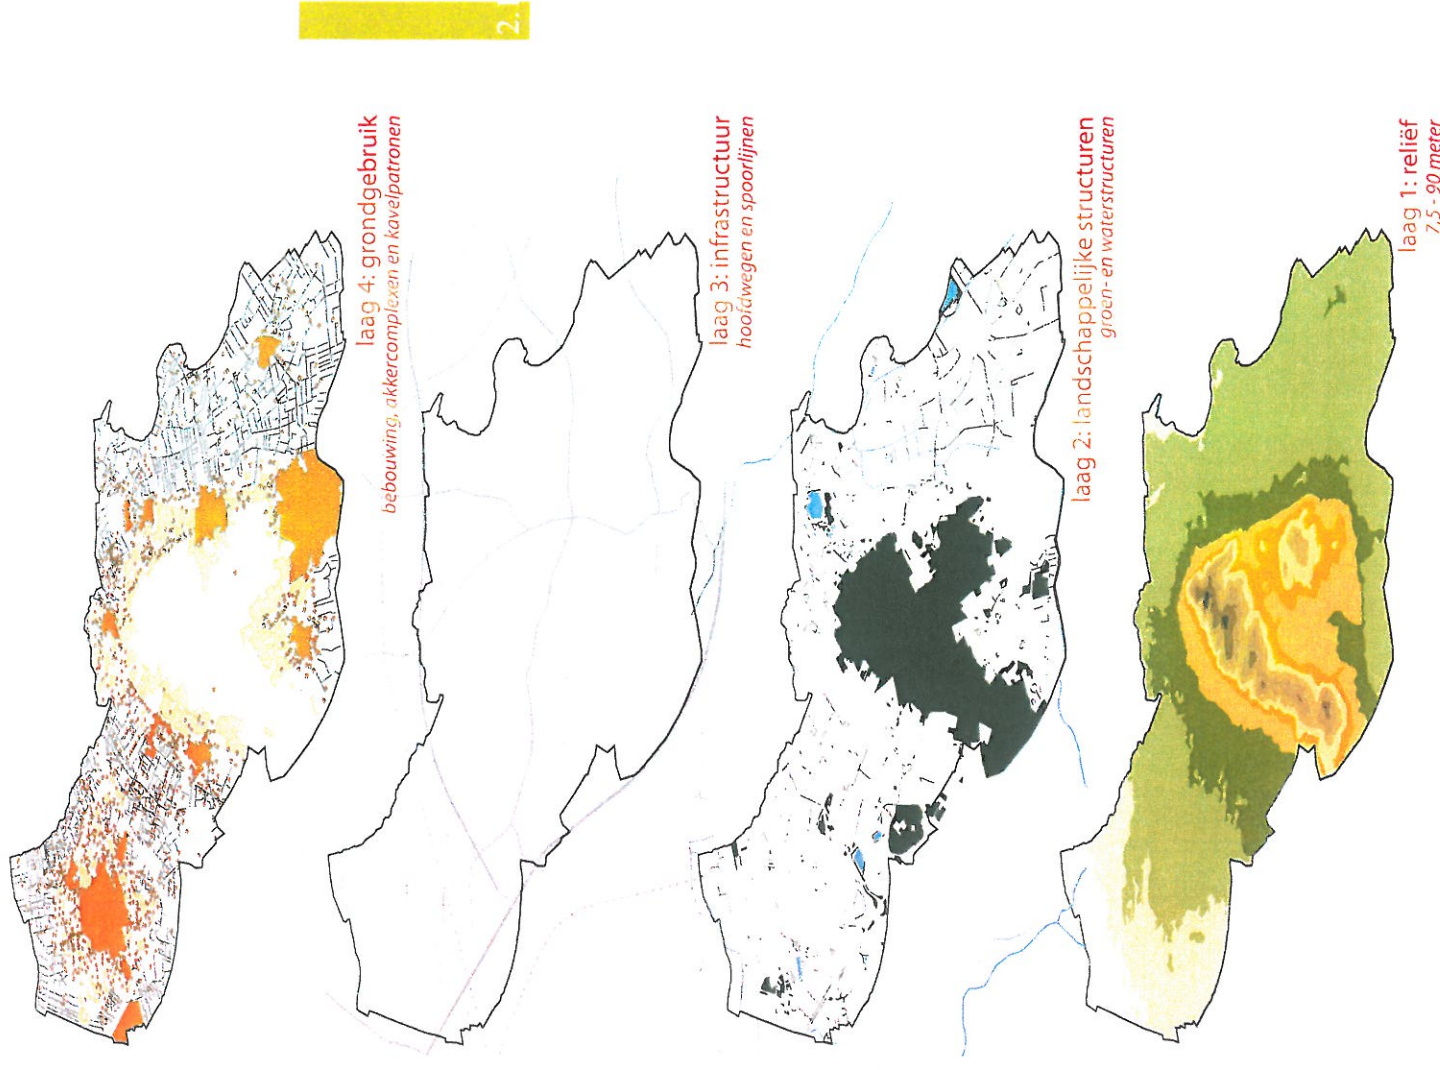 2.
laag 4: grondgebruik
bebouwing, akkercomplexen en kavelpatronen
laag 3: infrastructuur
hoofdwegen en spoorlijnen
laag 2: landschappelijke structuren
groen- en waterstructuren
laag 1: reliëf
7,5 - 90 meter